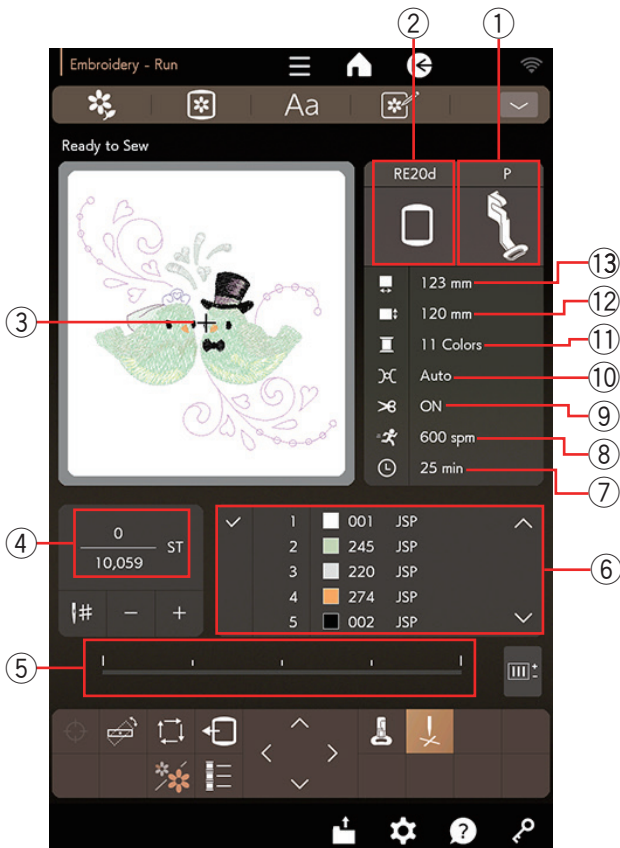 ② ①
Embroidery - Run
Aa
Ready to Sew
RE20d P
123 mm ⑬
120 mm ⑫
③
11 Colors ⑪
Auto ⑩
ON ⑨
600 spm ⑧
25 min ⑦
0
④ ST
10,059
# − +
1 001 JSP
2 245 JSP
3 220 JSP ⑥
4 274 JSP
5 002 JSP
⑤
?